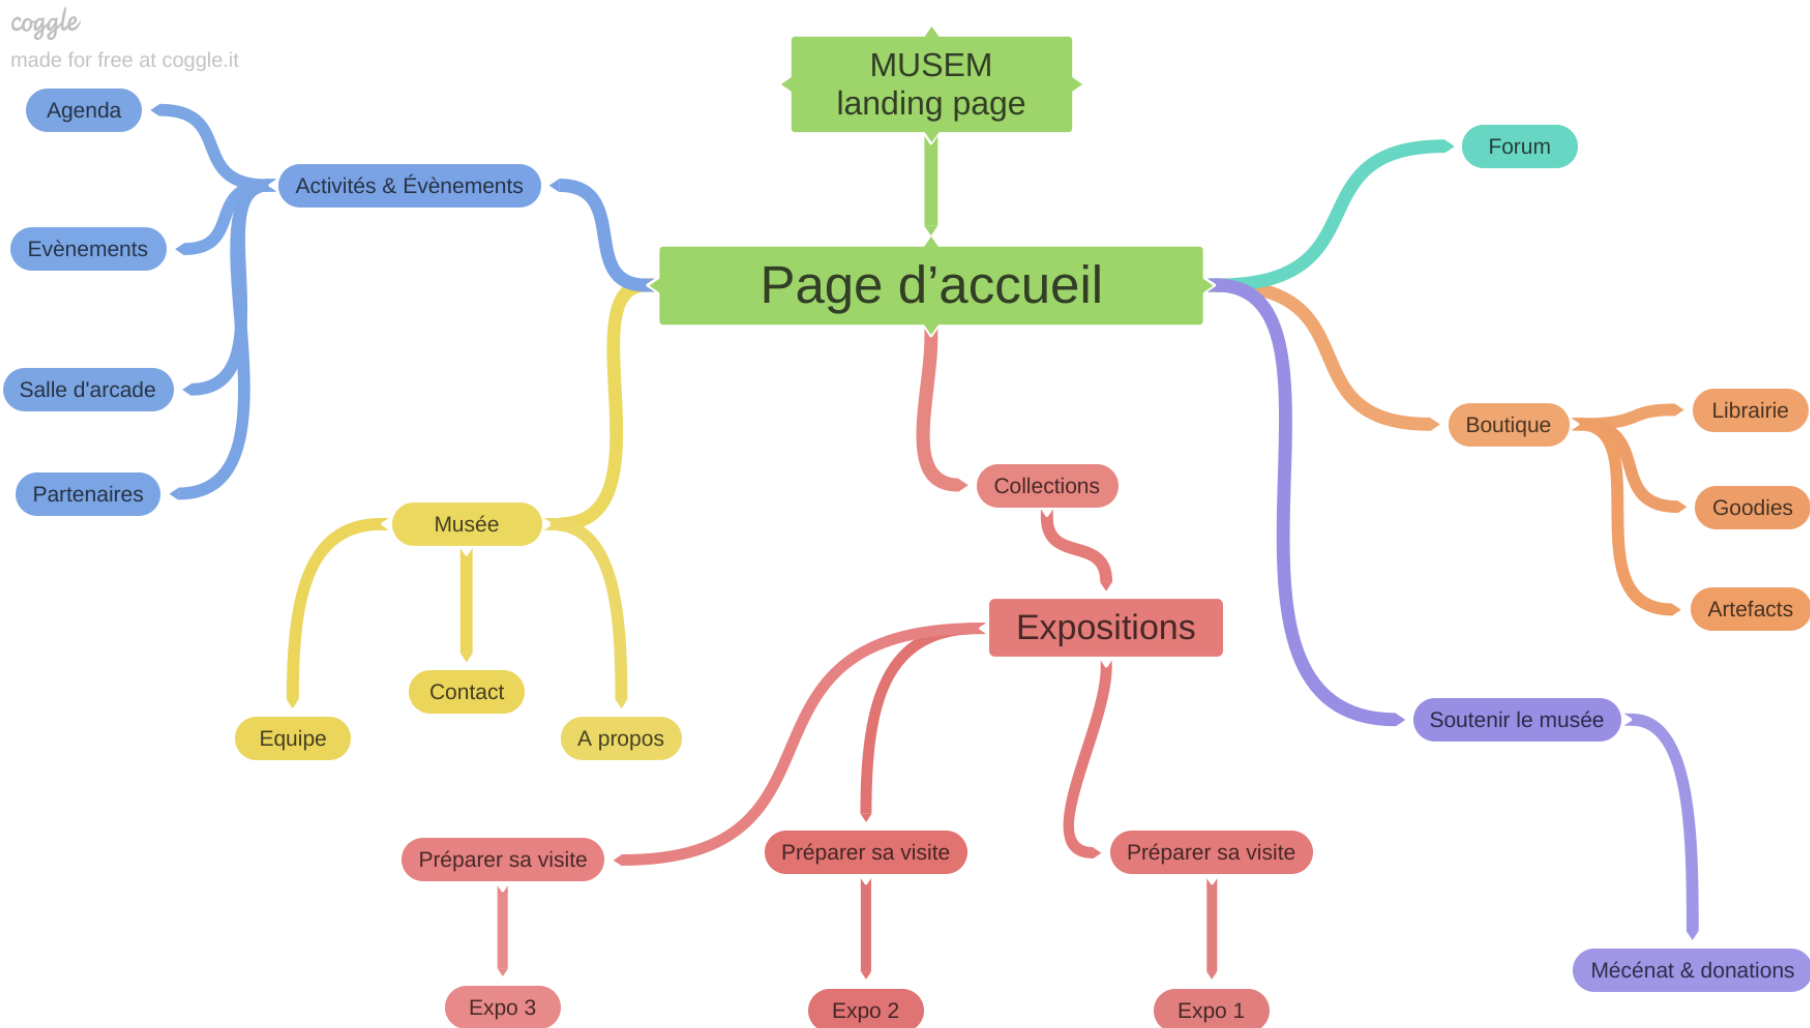 coggle
made for free at coggle.it
MUSEM
landing page
Page d’accueil
Activités & Évènements
Agenda
Evènements
Salle d'arcade
Partenaires
Musée
Equipe
Contact
A propos
Collections
Expositions
Préparer sa visite
Expo 3
Préparer sa visite
Expo 2
Préparer sa visite
Expo 1
Forum
Boutique
Librairie
Goodies
Artefacts
Soutenir le musée
Mécénat & donations